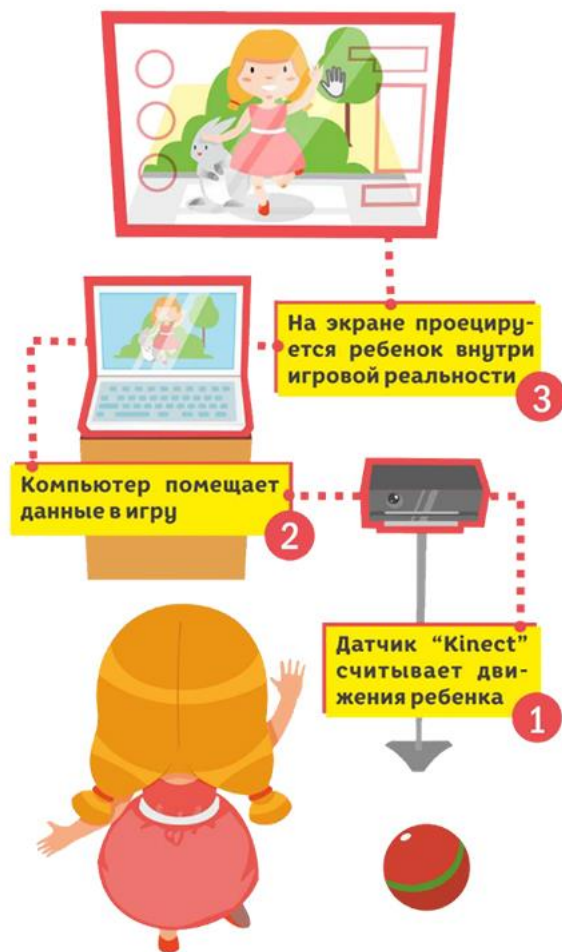 На экране проециру-
ется ребенок внутри
игровой реальности
3
Компьютер помещает
данные в игру
2
Датчик “Kinect”
считывает дви-
жения ребенка
1